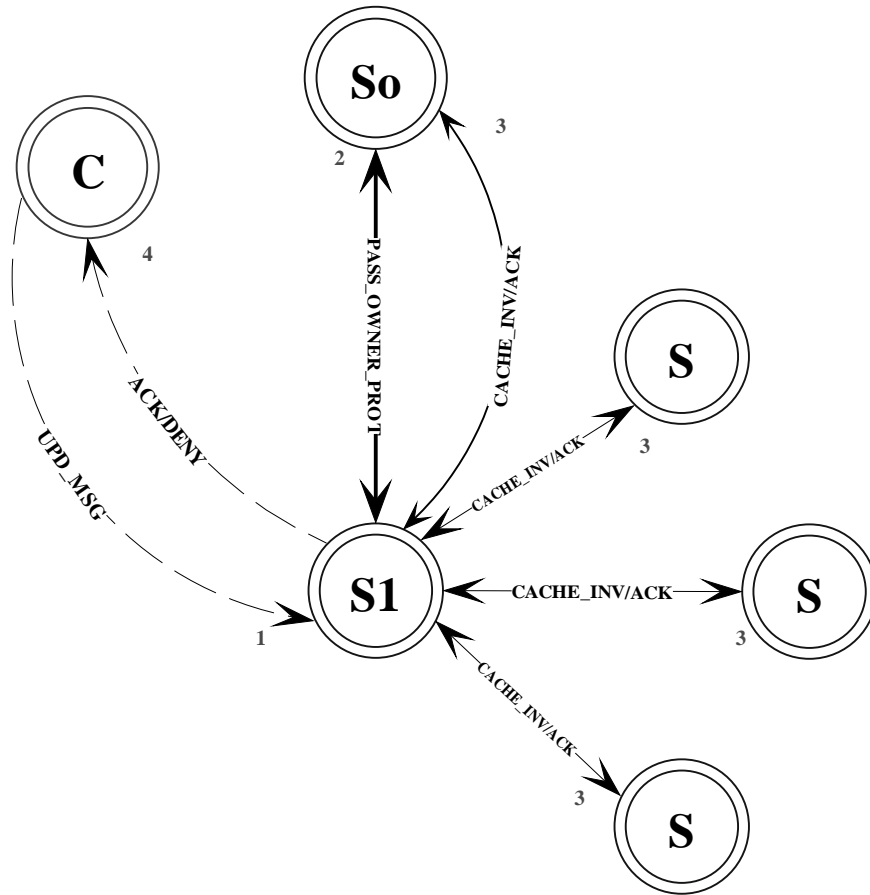 So
3
C
2
4
PASS_OWNER_PROT
CACHE_INV/ACK
S
ACK/DENY
3
UPD_MSG
CACHE_INV/ACK
S1
CACHE_INV/ACK
S
1
3
CACHE_INV/ACK
3
S